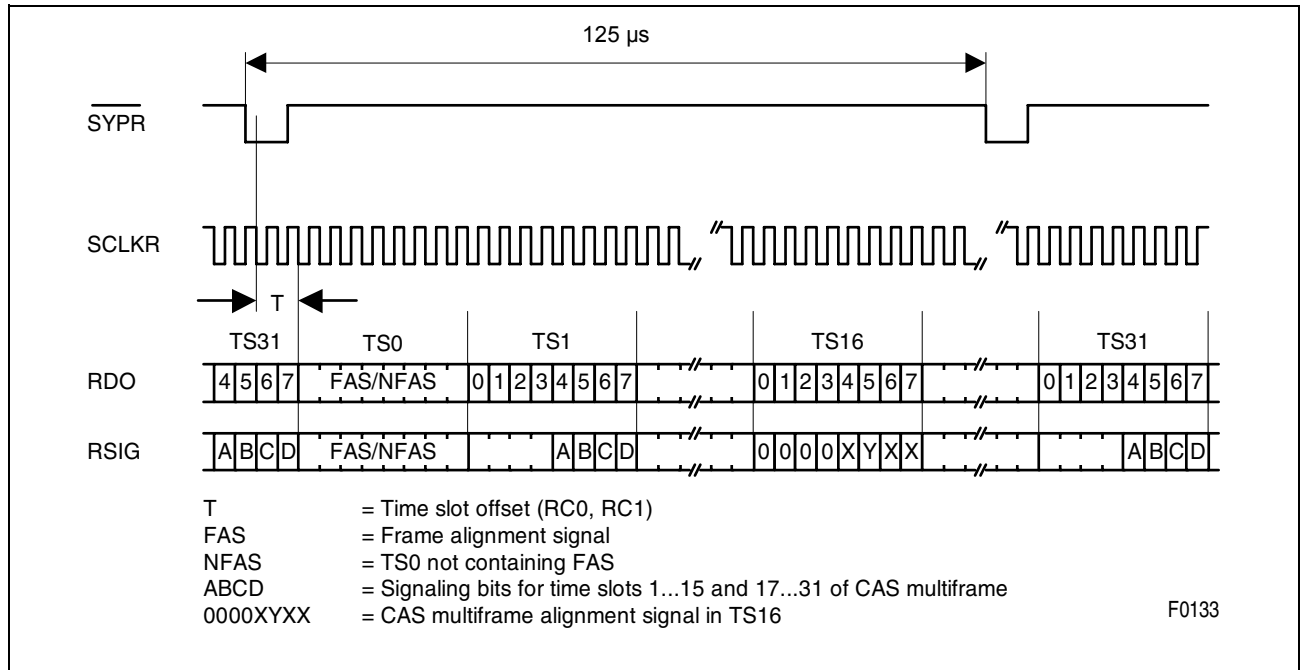 125 µs
SYPR
SCLKR
T
TS31 TS0 TS1 TS16 TS31
RDO 4 5 6 7 FAS/NFAS 0 1 2 3 4 5 6 7 0 1 2 3 4 5 6 7 0 1 2 3 4 5 6 7
RSIG A B C D FAS/NFAS A B C D 0 0 0 0 X Y X X A B C D
T = Time slot offset (RC0, RC1)
FAS = Frame alignment signal
NFAS = TS0 not containing FAS
ABCD = Signaling bits for time slots 1...15 and 17...31 of CAS multiframe
0000XYXX = CAS multiframe alignment signal in TS16
F0133